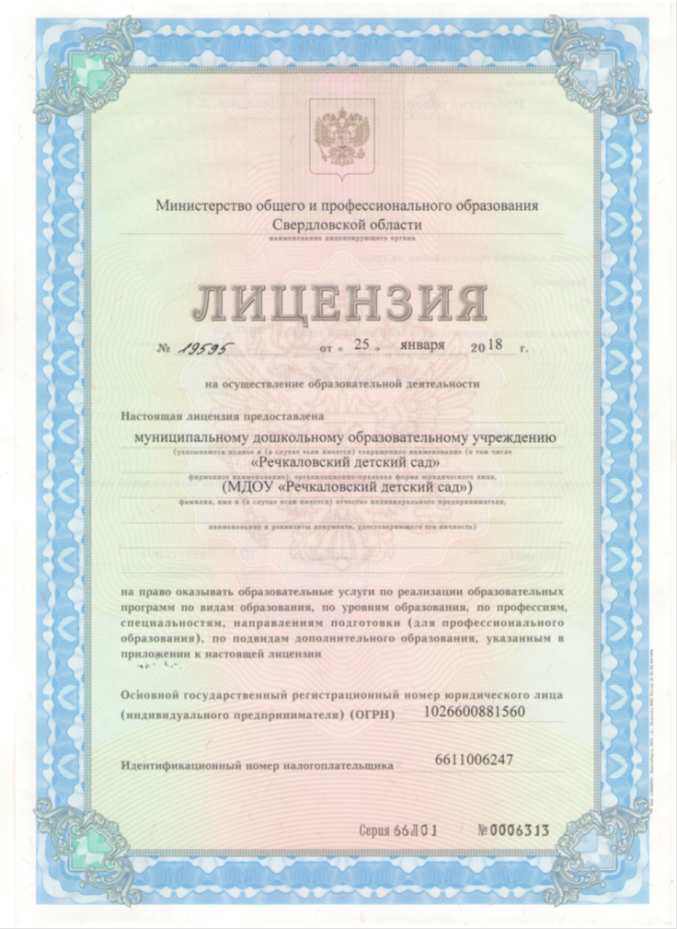 Министерство общего и профессионального образования
Свердловской области
наименование лицензирующего органа
ЛИЦЕНЗИЯ
№ 19595 от « 25 » января 2018 г.
на осуществление образовательной деятельности
Настоящая лицензия предоставлена
муниципальному дошкольному образовательному учреждению
(указываются полное и (в случае если имеется) сокращенное наименование (в том числе
«Речкаловский детский сад»
фирменное наименование), организационно-правовая форма юридического лица,
(МДОУ «Речкаловский детский сад»)
фамилия, имя и (в случае если имеется) отчество индивидуального предпринимателя,
наименование и реквизиты документа, удостоверяющего его личность)
на право оказывать образовательные услуги по реализации образовательных
программ по видам образования, по уровням образования, по профессиям,
специальностям, направлениям подготовки (для профессионального
образования), по подвидам дополнительного образования, указанным в
приложении к настоящей лицензии
Основной государственный регистрационный номер юридического лица
(индивидуального предпринимателя) (ОГРН) 1026600881560
Идентификационный номер налогоплательщика 6611006247
Серия 66Л01 №0006313